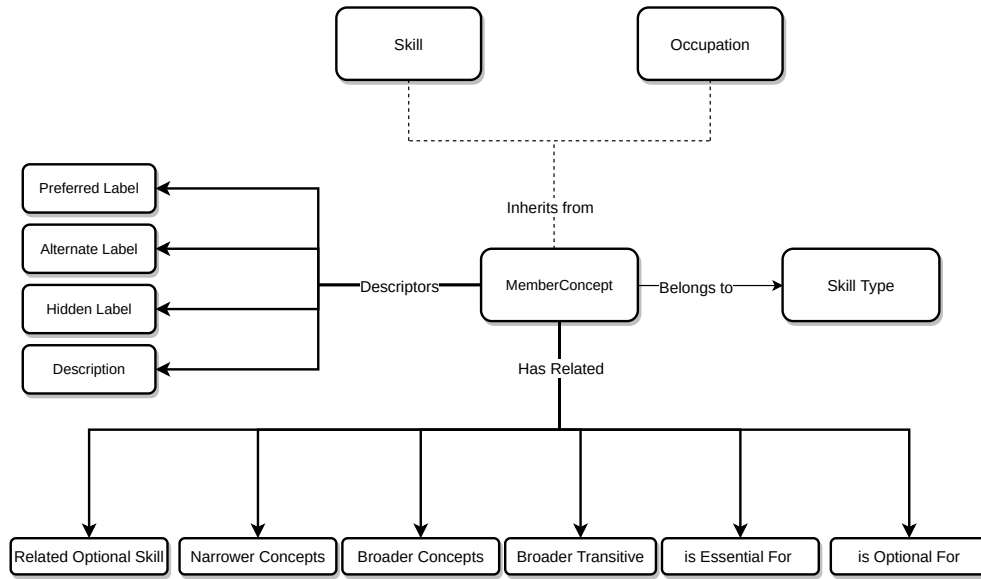 Skill
Occupation
Preferred Label
Inherits from
Alternate Label
Descriptors
MemberConcept
Belongs to
Skill Type
Hidden Label
Description
Has Related
Related Optional Skill
Narrower Concepts
Broader Concepts
Broader Transitive
is Essential For
is Optional For